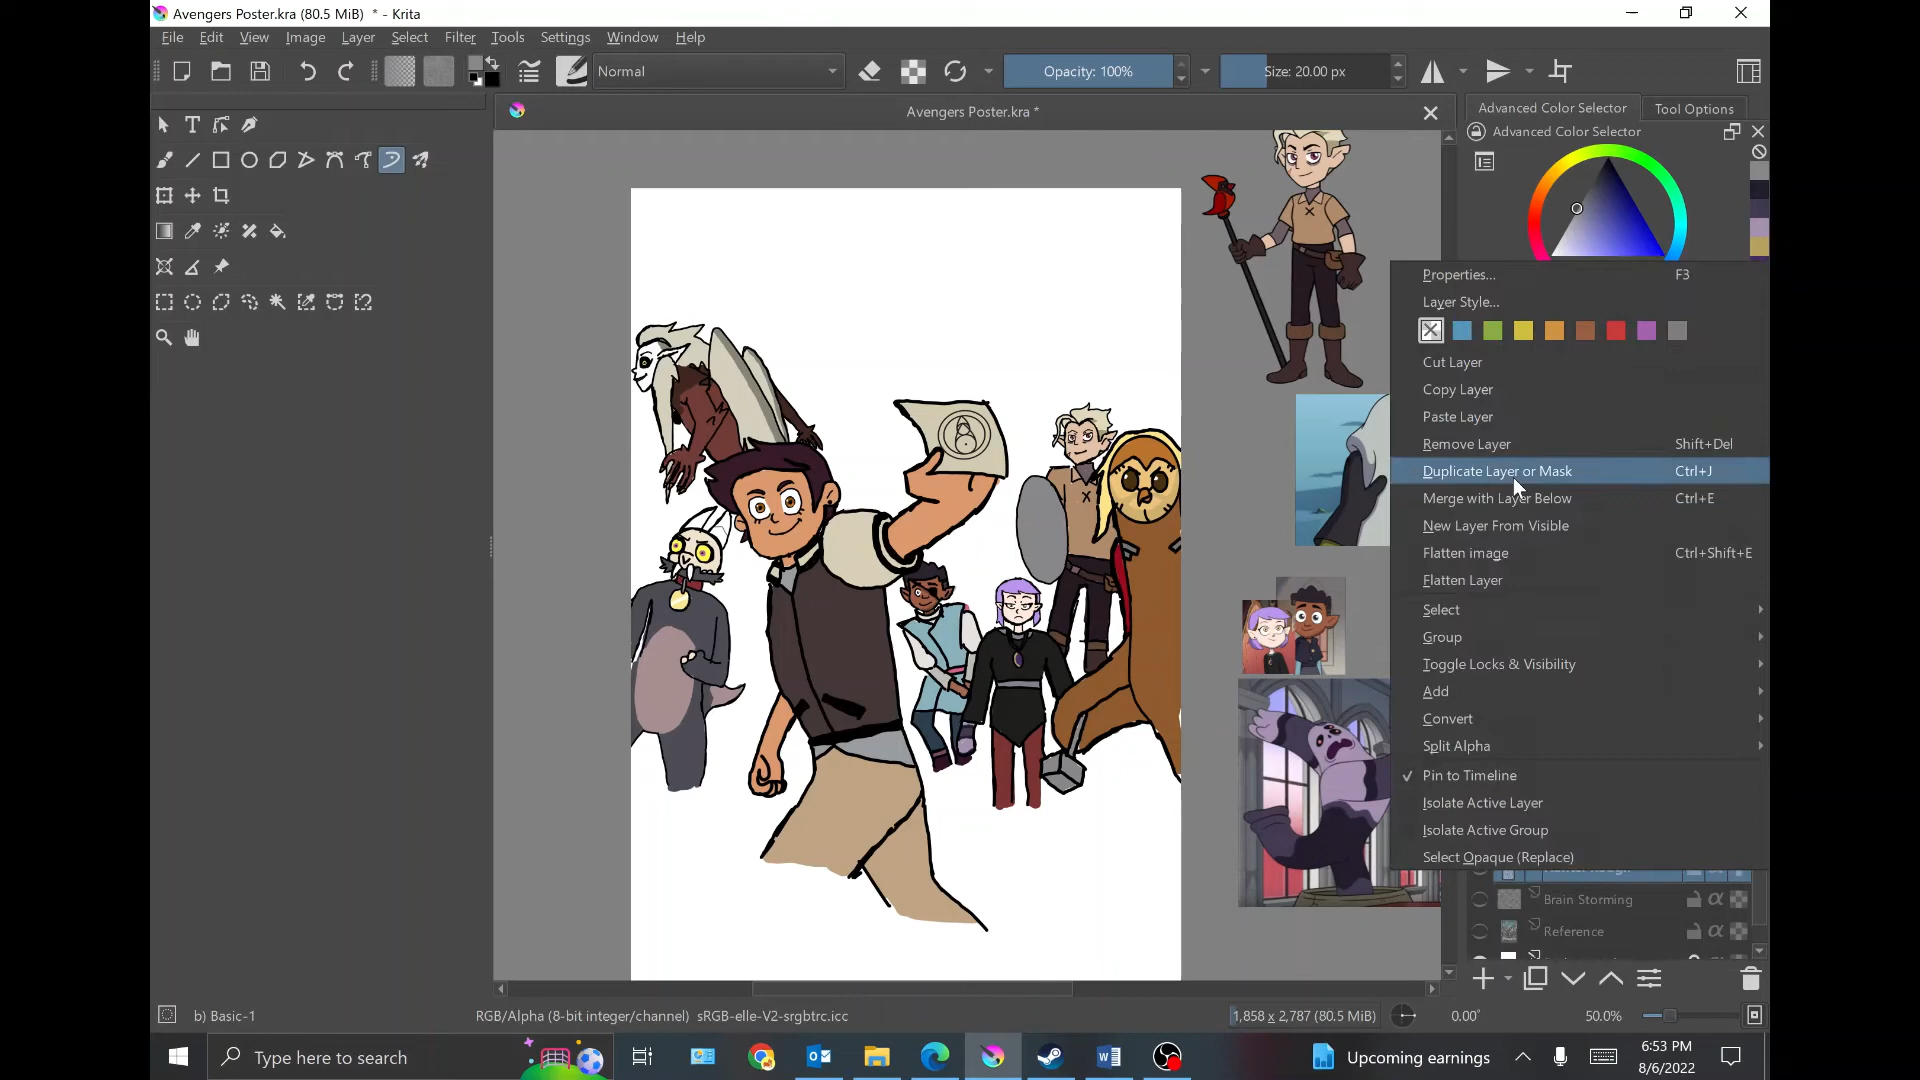 Avengers Poster.kra (80.5 MiB) * - Krita
File Edit View Image Layer Select Filter Tools Settings Window Help
Normal Opacity: 100% Size: 20.00 px
Avengers Poster.kra *
Advanced Color Selector Tool Options
Advanced Color Selector
Properties... F3
Layer Style...
Cut Layer
Copy Layer
Paste Layer
Remove Layer Shift+Del
Duplicate Layer or Mask Ctrl+J
Merge with Layer Below Ctrl+E
New Layer From Visible
Flatten image Ctrl+Shift+E
Flatten Layer
Select
Group
Toggle Locks & Visibility
Add
Convert
Split Alpha
Pin to Timeline
Isolate Active Layer
Isolate Active Group
Select Opaque (Replace)
Brain Storming
Reference
b) Basic-1 RGB/Alpha (8-bit integer/channel) sRGB-elle-V2-srgbtrc.icc 1,858 x 2,787 (80.5 MiB) 0.00° 50.0%
Type here to search Upcoming earnings 6:53 PM
8/6/2022